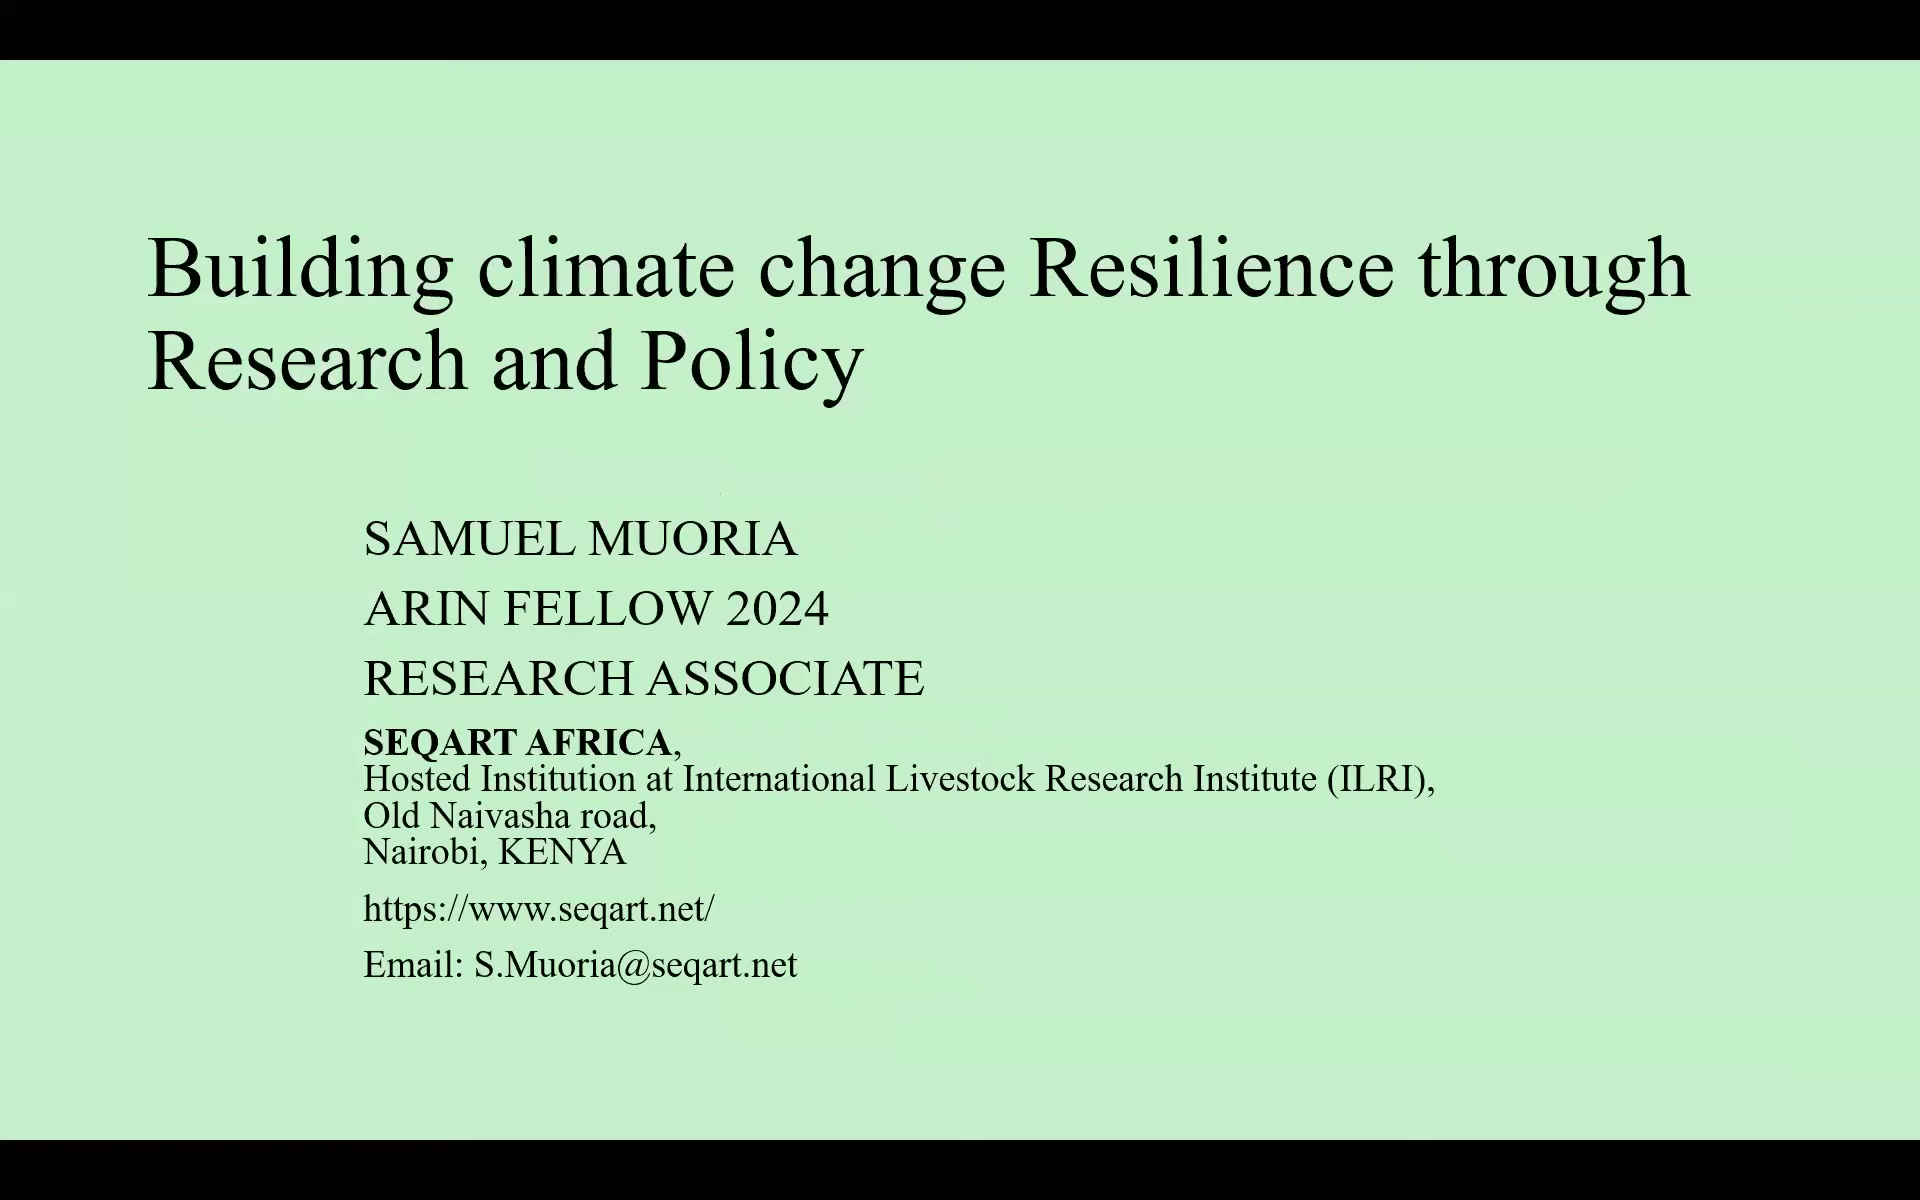 Building climate change Resilience through
Research and Policy
SAMUEL MUORIA
ARIN FELLOW 2024
RESEARCH ASSOCIATE
SEQART AFRICA,
Hosted Institution at International Livestock Research Institute (ILRI),
Old Naivasha road,
Nairobi, KENYA
https://www.seqart.net/
Email: S.Muoria@seqart.net